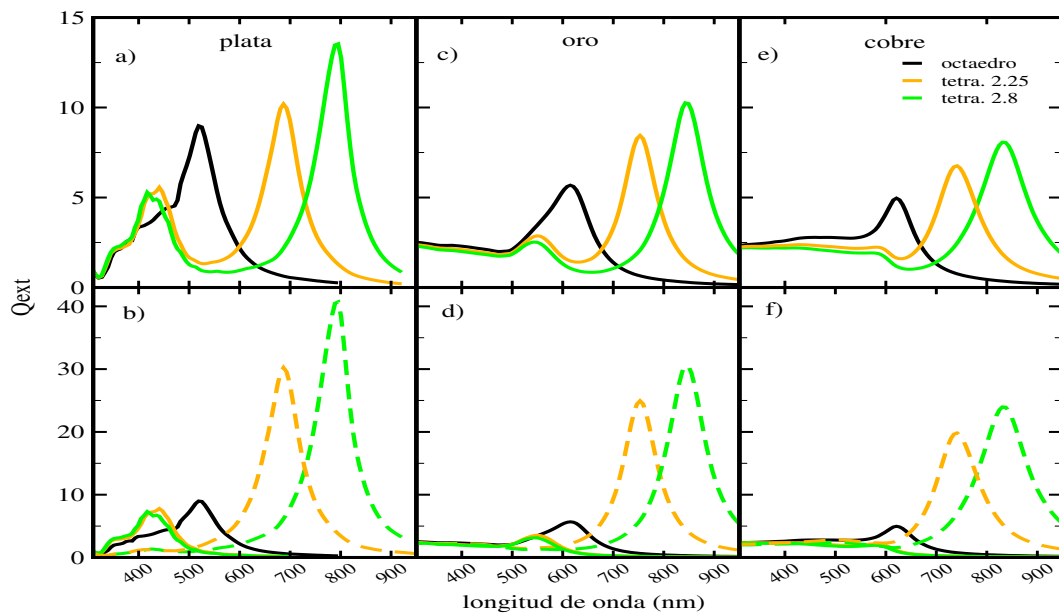 15
a)
plata
c)
oro
e)
cobre
octaedro
tetra. 2.25
tetra. 2.8
10
5
0
Qext
b)
d)
f)
40
30
20
10
0
400 500 600 700 800 900
400 500 600 700 800 900
400 500 600 700 800 900
longitud de onda (nm)